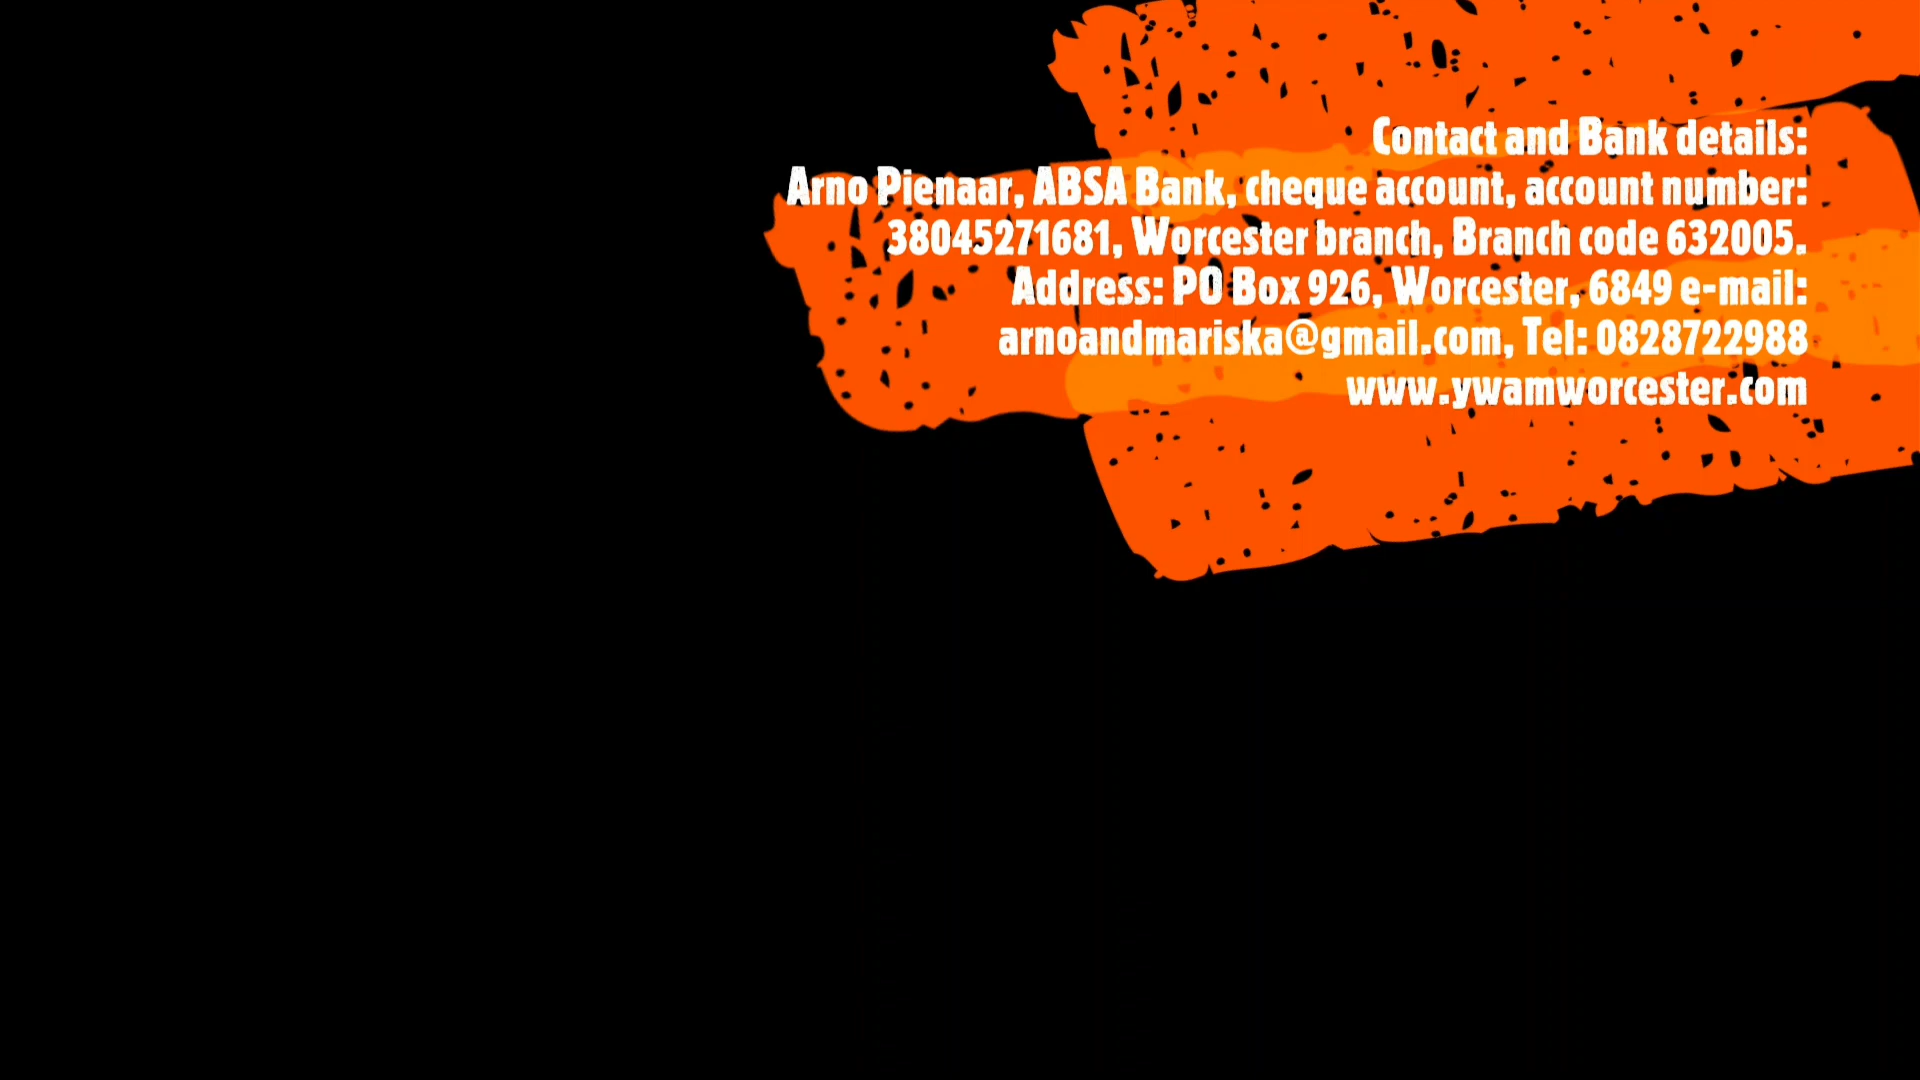 Contact and Bank details:
Arno Pienaar, ABSA Bank, cheque account, account number:
38045271681, Worcester branch, Branch code 632005.
Address: PO Box 926, Worcester, 6849 e-mail:
arnoandmariska@gmail.com, Tel: 0828722988
www.ywamworcester.com